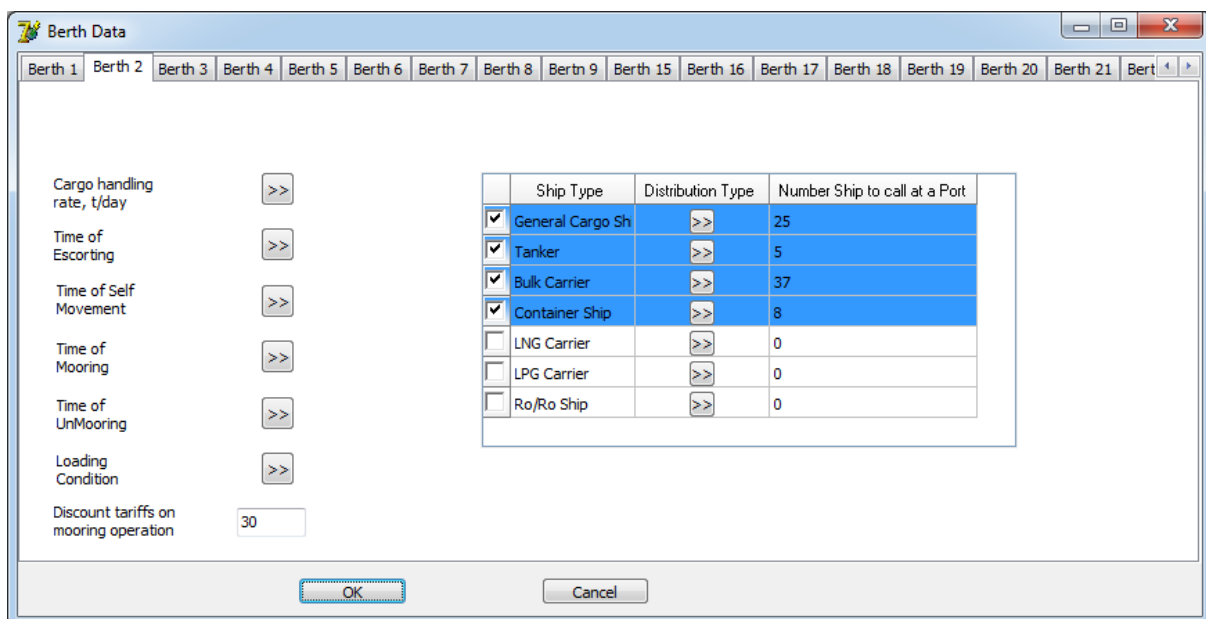 Berth Data
Berth 1 Berth 2 Berth 3 Berth 4 Berth 5 Berth 6 Berth 7 Berth 8 Bertn 9 Berth 15 Berth 16 Berth 17 Berth 18 Berth 19 Berth 20 Berth 21 Bert
Cargo handling
rate, t/day
>>
Time of
Escorting
>>
Time of Self
Movement
>>
Time of
Mooring
>>
Time of
UnMooring
>>
Loading
Condition
>>
Discount tariffs on
mooring operation
30
Ship Type Distribution Type Number Ship to call at a Port
General Cargo Sh >> 25
Tanker >> 5
Bulk Carrier >> 37
Container Ship >> 8
LNG Carrier >> 0
LPG Carrier >> 0
Ro/Ro Ship >> 0
OK Cancel